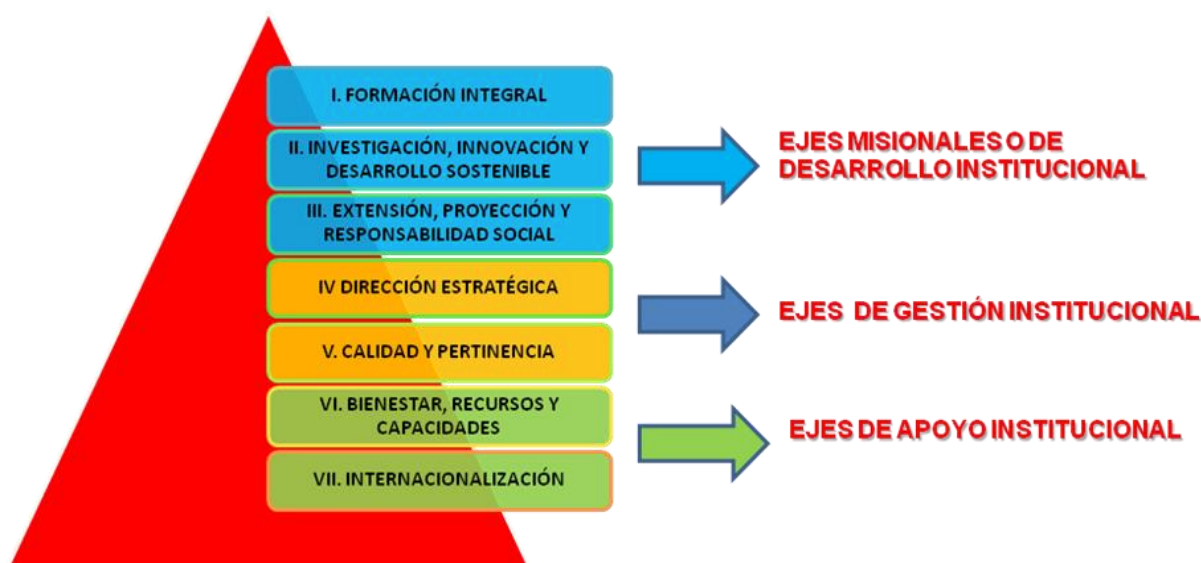 I. FORMACIÓN INTEGRAL
II. INVESTIGACIÓN, INNOVACIÓN Y
DESARROLLO SOSTENIBLE
III. EXTENSIÓN, PROYECCIÓN Y
RESPONSABILIDAD SOCIAL
IV DIRECCIÓN ESTRATÉGICA
V. CALIDAD Y PERTINENCIA
VI. BIENESTAR, RECURSOS Y
CAPACIDADES
VII. INTERNACIONALIZACIÓN
EJES MISIONALES O DE
DESARROLLO INSTITUCIONAL
EJES DE GESTIÓN INSTITUCIONAL
EJES DE APOYO INSTITUCIONAL